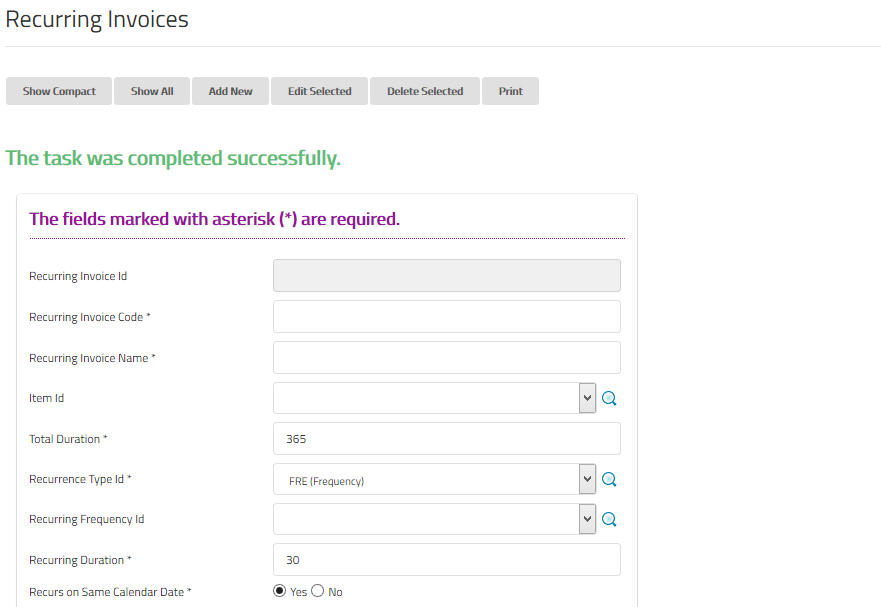 Recurring Invoices
Show Compact Show All Add New Edit Selected Delete Selected Print
The task was completed successfully.
The fields marked with asterisk (*) are required.
Recurring Invoice Id
Recurring Invoice Code *
Recurring Invoice Name *
Item Id
Total Duration * 365
Recurrence Type Id * FRE (Frequency)
Recurring Frequency Id
Recurring Duration * 30
Recurs on Same Calendar Date * Yes No